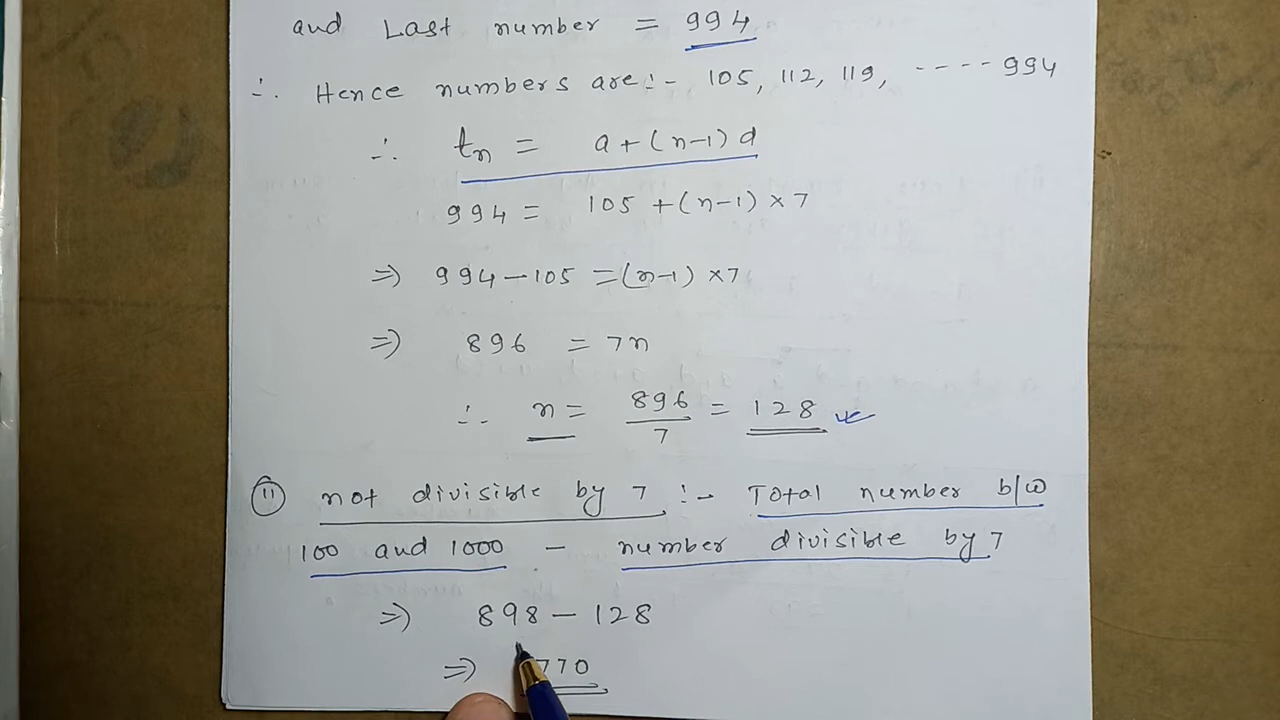 and Last number = 994
∴ Hence numbers are:- 105, 112, 119, ---- 994
∴ tn = a+(n-1)d
994 = 105 +(n-1)×7
⇒ 994-105 =(n-1)×7
⇒ 896 = 7n
∴ n = 896/7 = 128
(ii) not divisible by 7 :- Total number b/w
100 and 1000 - number divisible by 7
⇒ 898-128
⇒ 770